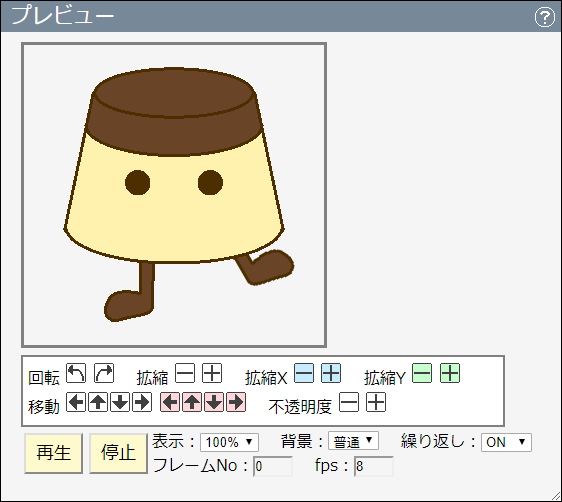 プレビュー ?
回転 拡縮 拡縮X 拡縮Y
移動 不透明度
再生 停止 表示：100% 背景：普通 繰り返し：ON
フレームNo：0 fps：8